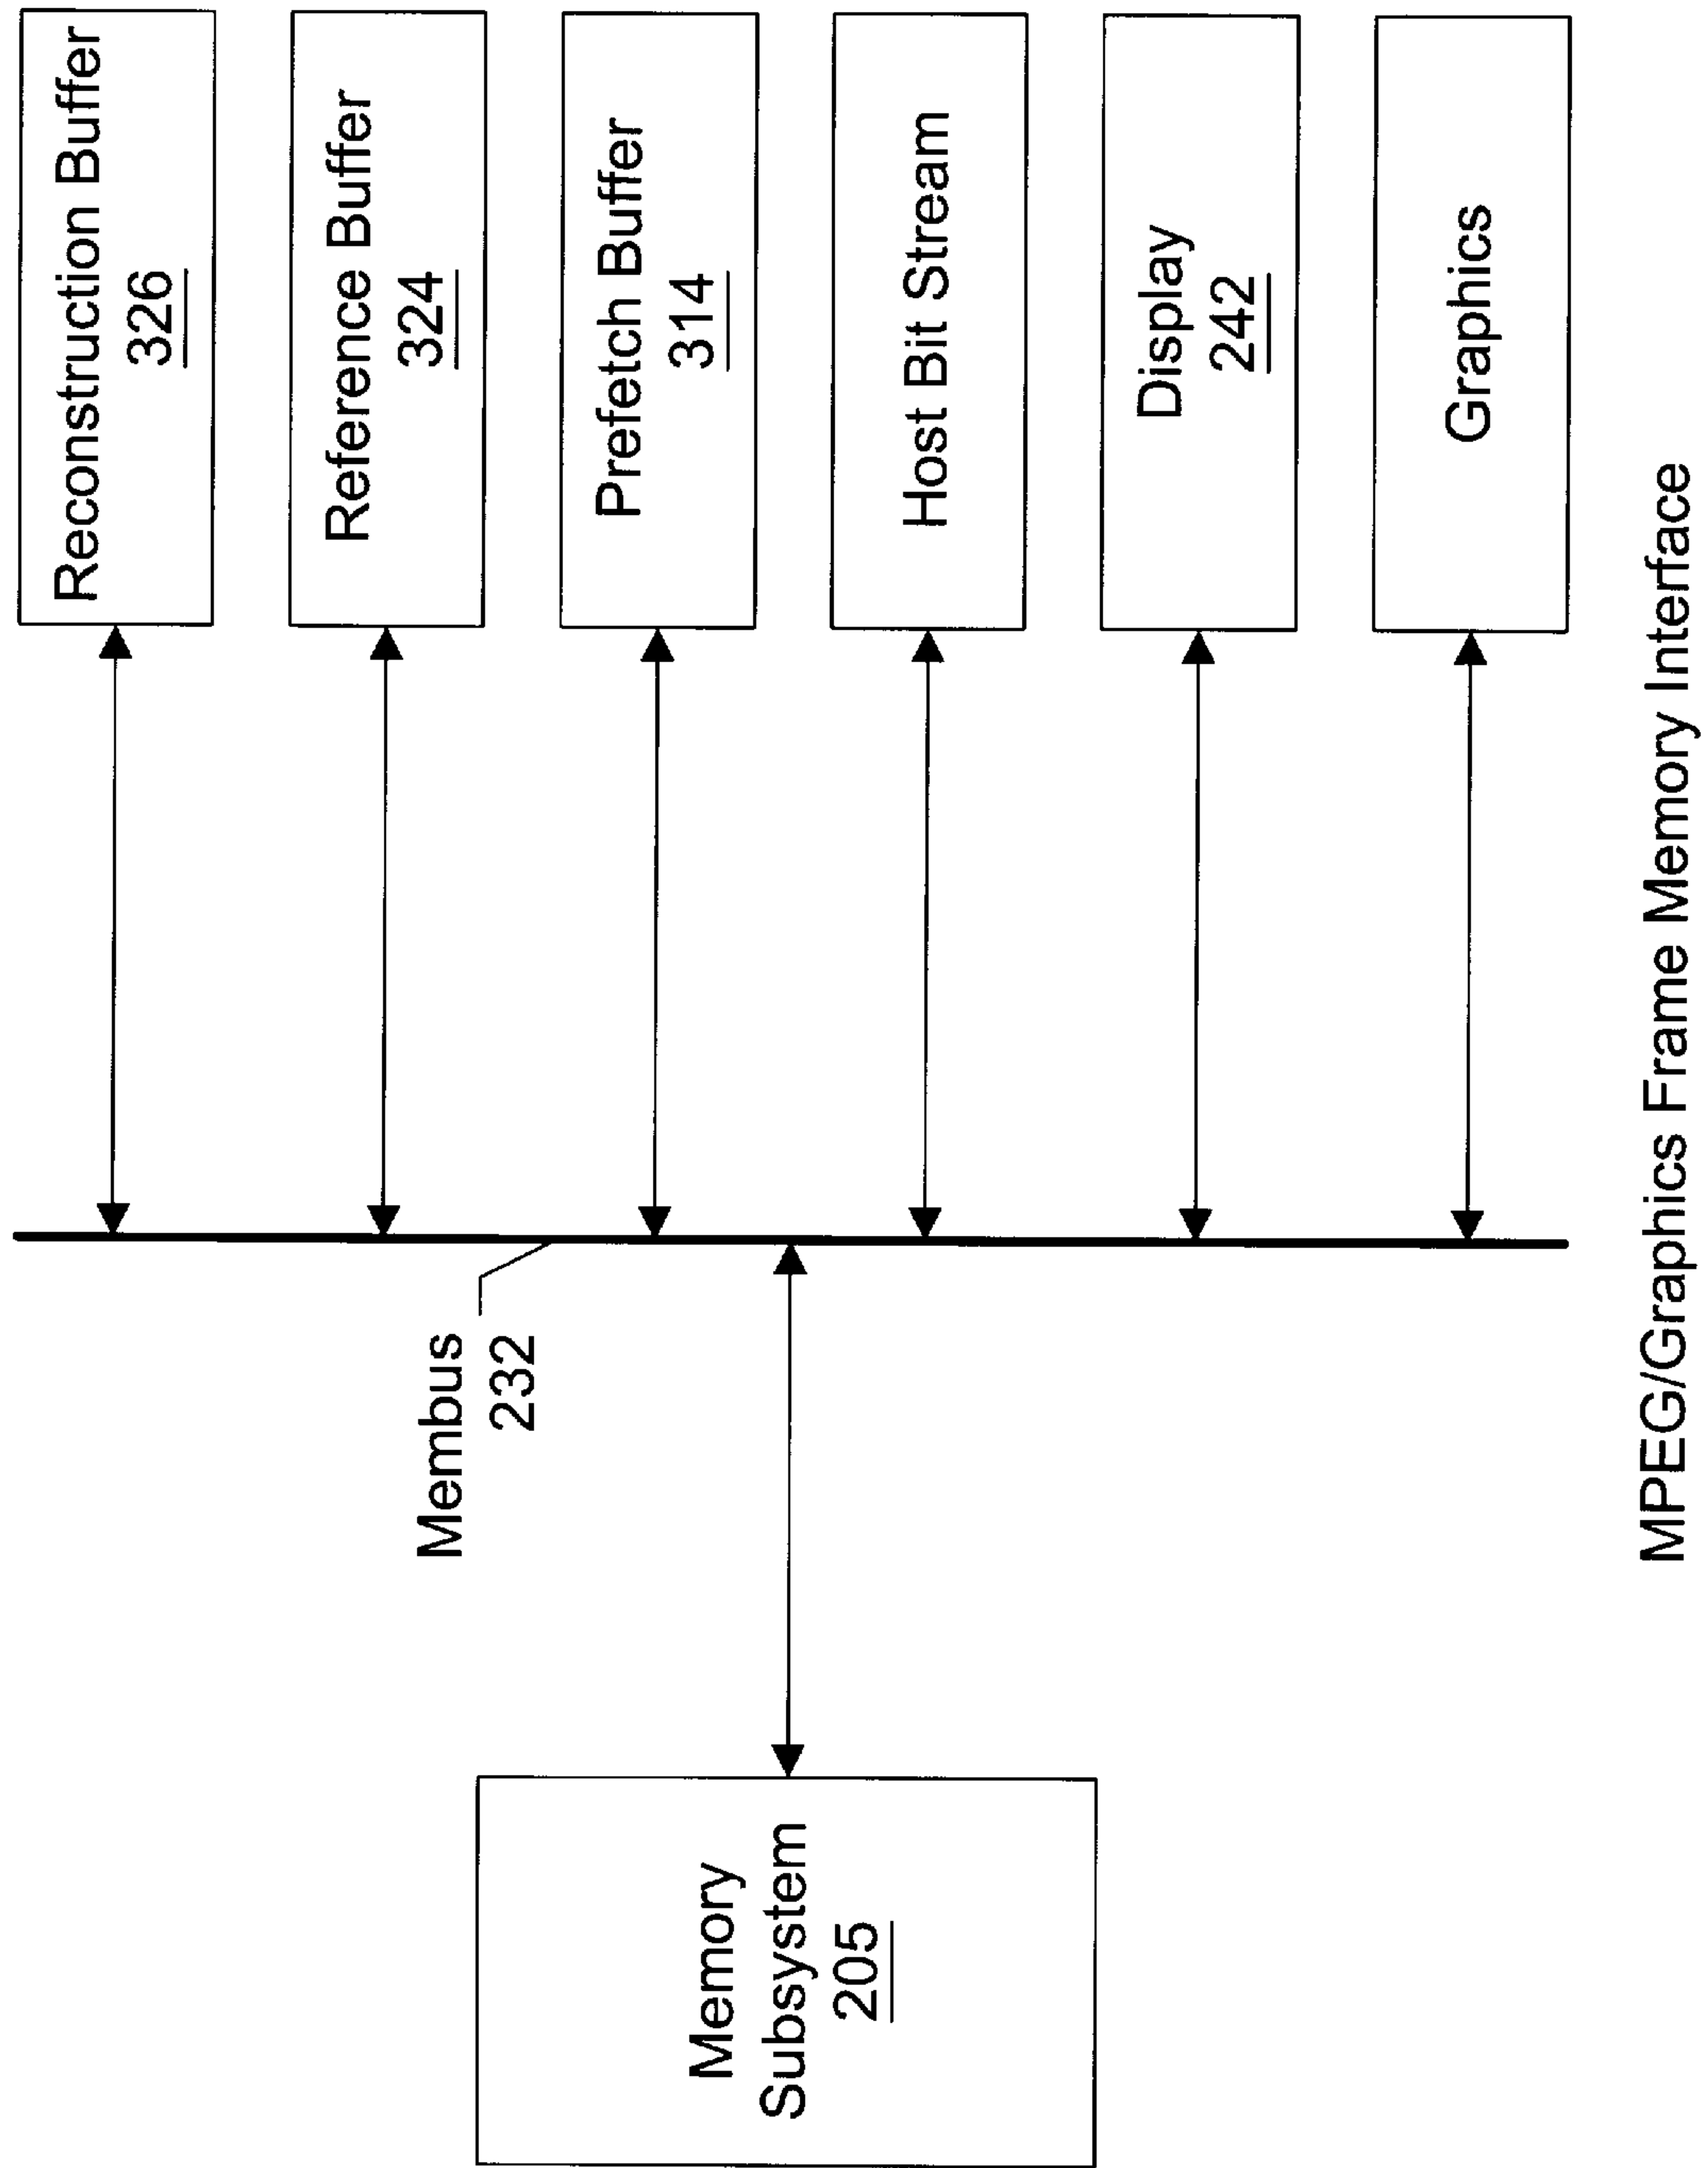 Reconstruction Buffer
326
Reference Buffer
324
Prefetch Buffer
314
Host Bit Stream
Display
242
Graphics
Membus
232
Memory
Subsystem
205
MPEG/Graphics Frame Memory Interface